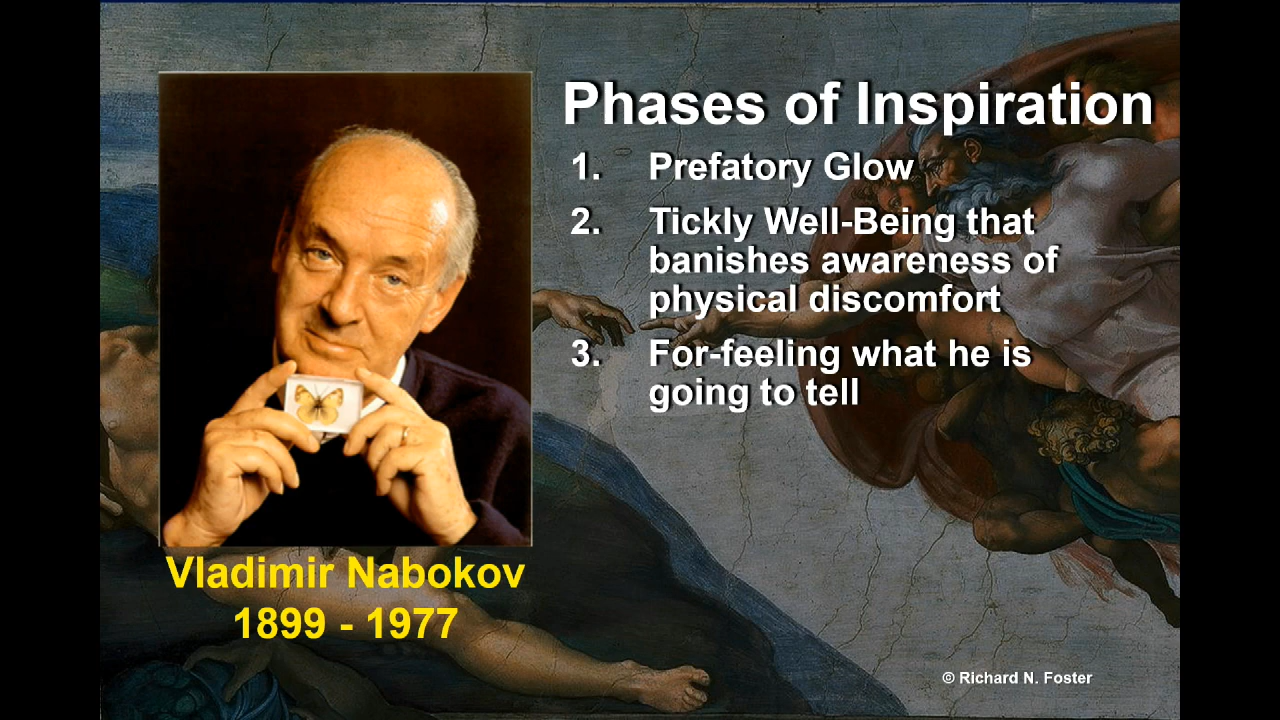 Phases of Inspiration
1. Prefatory Glow
2. Tickly Well-Being that
banishes awareness of
physical discomfort
3. For-feeling what he is
going to tell
Vladimir Nabokov
1899 - 1977
© Richard N. Foster